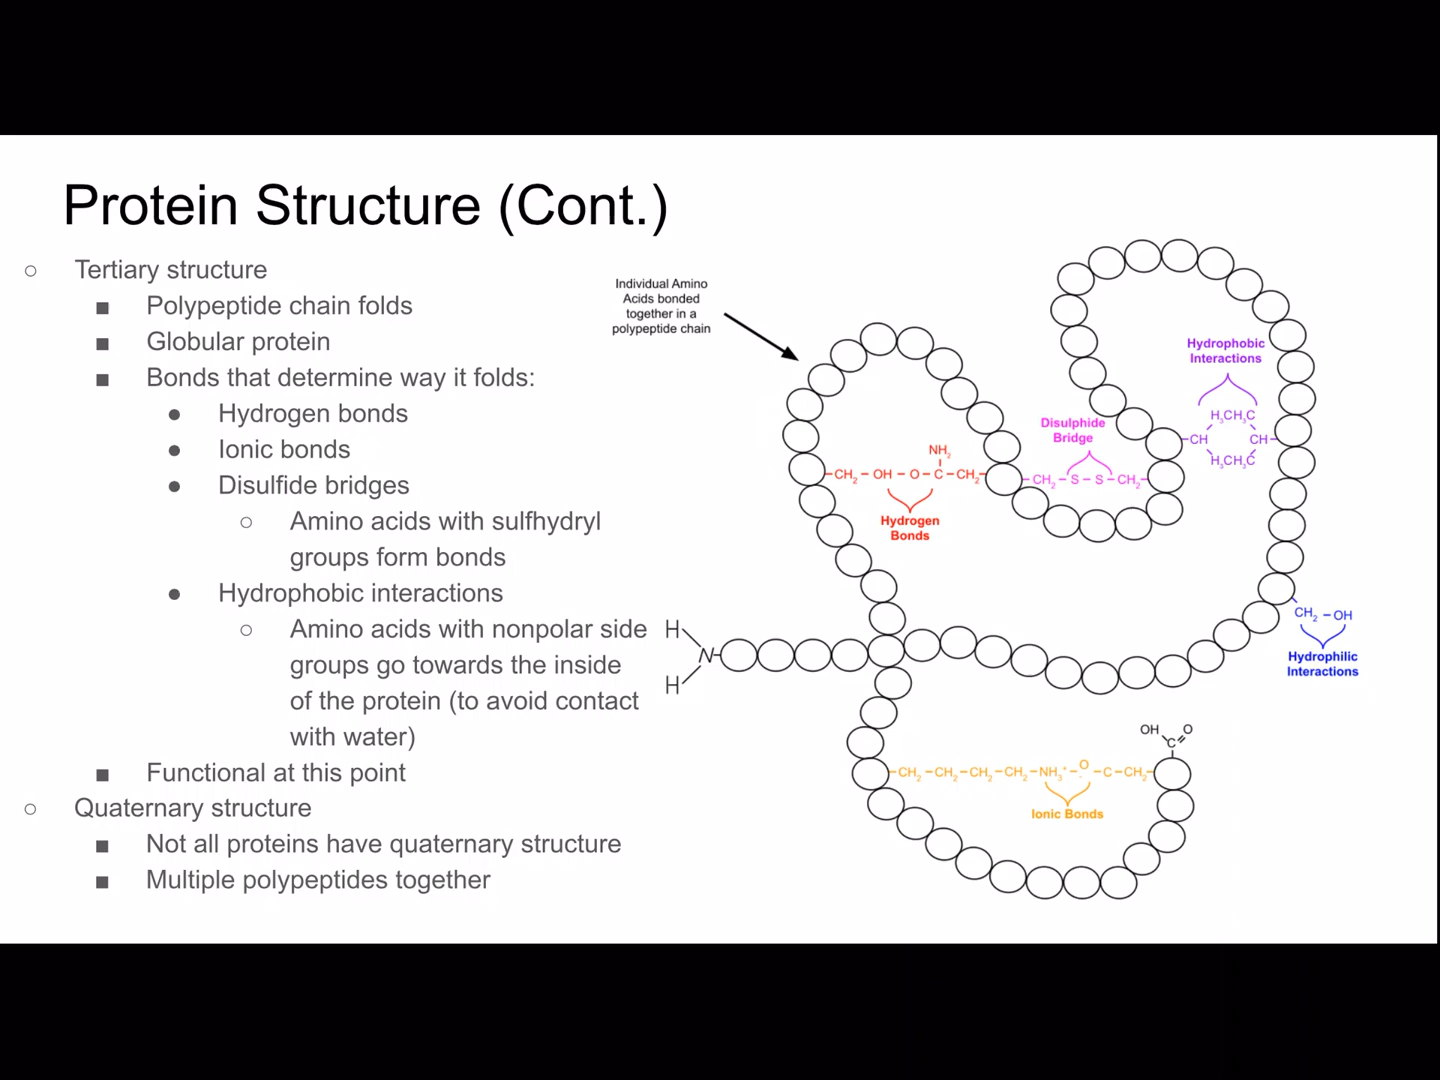 Protein Structure (Cont.)
○ Tertiary structure
■ Polypeptide chain folds
■ Globular protein
■ Bonds that determine way it folds:
● Hydrogen bonds
● Ionic bonds
● Disulfide bridges
○ Amino acids with sulfhydryl
groups form bonds
● Hydrophobic interactions
○ Amino acids with nonpolar side
groups go towards the inside
of the protein (to avoid contact
with water)
■ Functional at this point
○ Quaternary structure
■ Not all proteins have quaternary structure
■ Multiple polypeptides together
Individual Amino
Acids bonded
together in a
polypeptide chain
Hydrophobic
Interactions
H₃CH₃C
CH CH
H₃CH₃C
Disulphide
Bridge
CH₂ – S – S – CH₂
NH₂
CH₂ – OH – O – C – CH₂
Hydrogen
Bonds
CH₂ – OH
Hydrophilic
Interactions
H
N
H
OH O
C
O
CH₂ – CH₂ – CH₂ – CH₂ – NH₃⁺ – – C – CH₂
Ionic Bonds